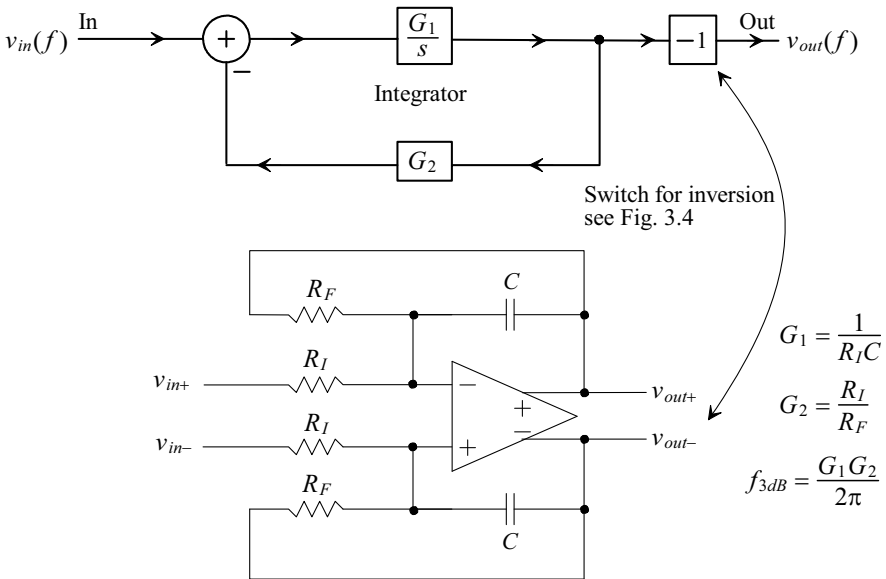 In
Out
v_in(f)
+
−
G_1/s
−1
v_out(f)
Integrator
G_2
Switch for inversion
see Fig. 3.4
R_F
C
G_1 = 1/(R_I C)
R_I
v_in+
−
v_out+
+
G_2 = R_I/R_F
R_I
v_in−
+
−
v_out−
R_F
f_3dB = G_1 G_2/2π
C